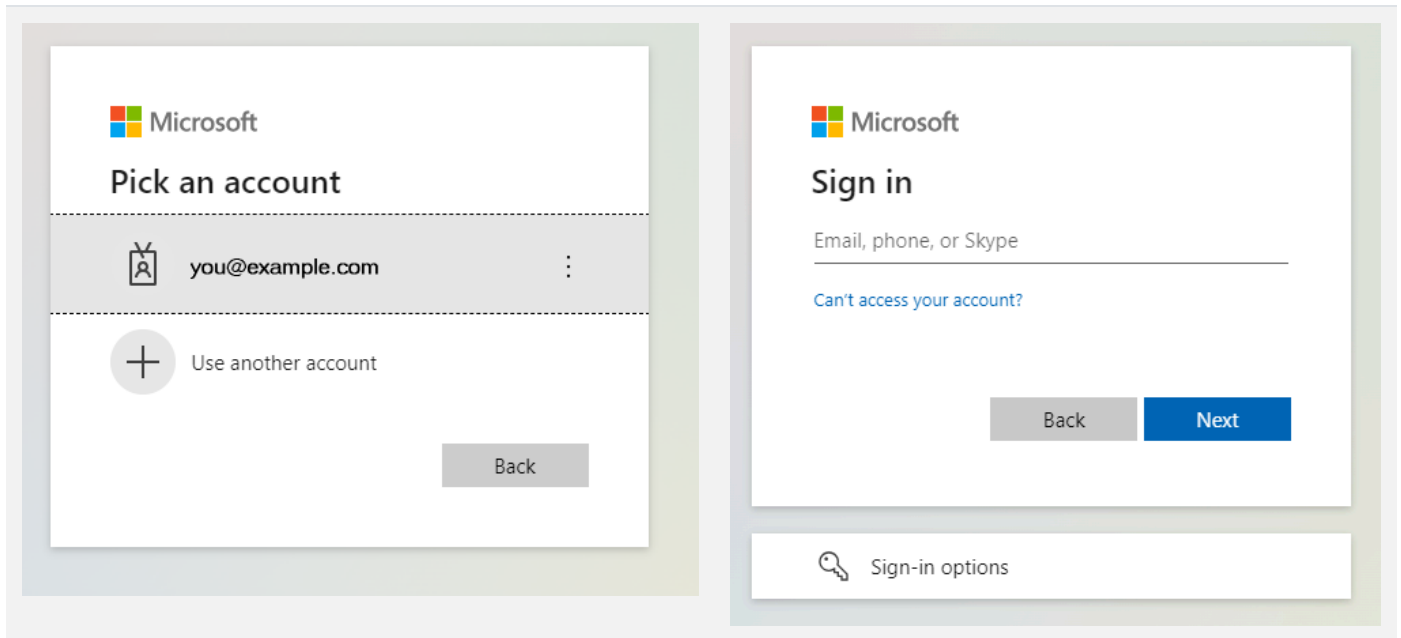 Microsoft
Pick an account
you@example.com
Use another account
Back
Microsoft
Sign in
Email, phone, or Skype
Can't access your account?
Back Next
Sign-in options